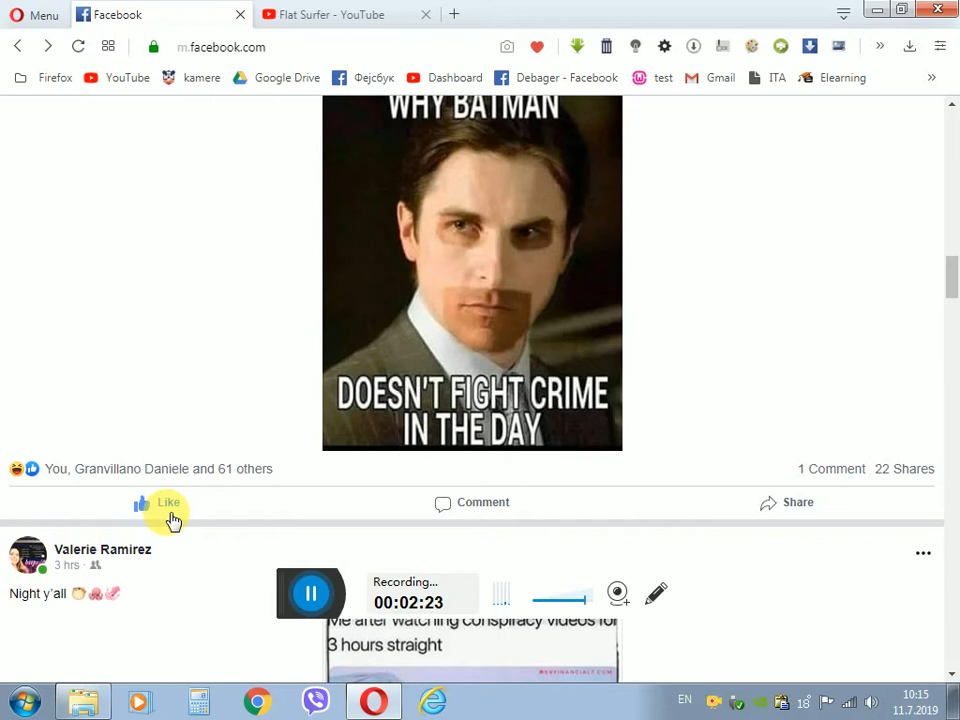 Menu
Facebook
Flat Surfer - YouTube
m.facebook.com
Firefox
YouTube
kamere
Google Drive
Фејсбук
Dashboard
Debager - Facebook
test
Gmail
ITA
Elearning
WHY BATMAN
DOESN'T FIGHT CRIME
IN THE DAY
You, Granvillano Daniele and 61 others
1 Comment 22 Shares
Like
Comment
Share
Valerie Ramirez
3 hrs
Night y'all
Recording...
00:02:23
Me after watching conspiracy videos for
3 hours straight
EN
18°
10:15
11.7.2019